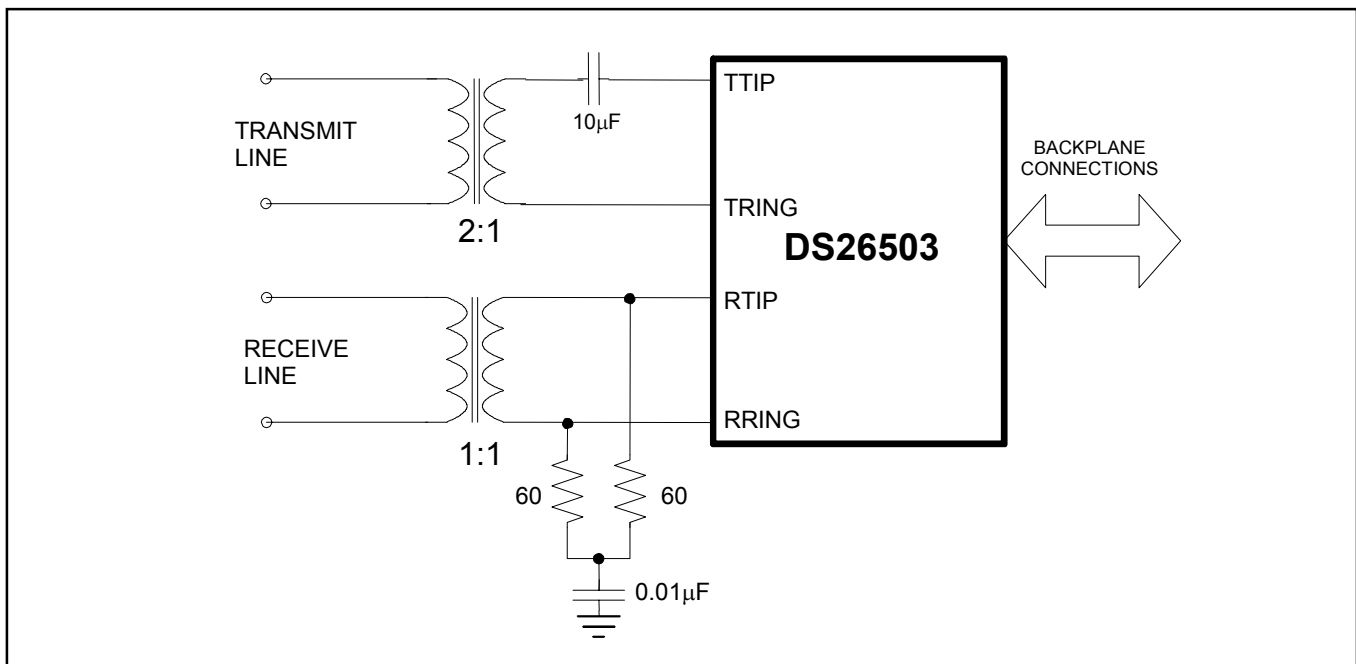 TRANSMIT
LINE
10µF
2:1
TTIP
TRING
DS26503
BACKPLANE
CONNECTIONS
RECEIVE
LINE
1:1
RTIP
RRING
60
60
0.01µF